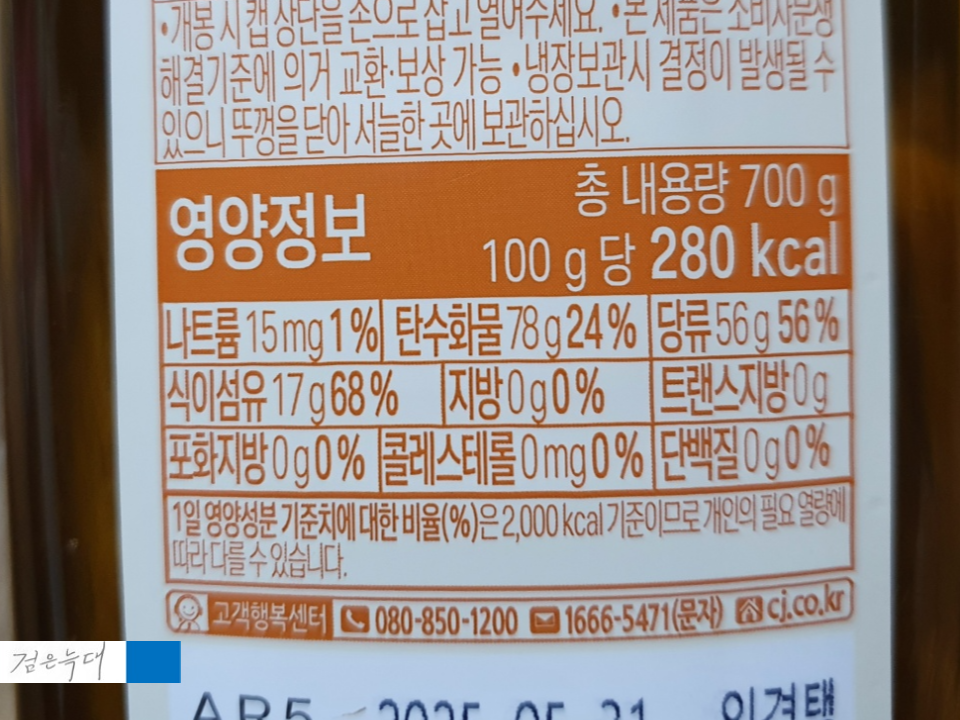 •개봉 시 캡 상단을 손으로 잡고 열어주세요. •본 제품은 소비자분쟁
해결기준에 의거 교환·보상 가능 •냉장보관시 결정이 발생될 수
있으니 뚜껑을 닫아 서늘한 곳에 보관하십시오.
영양정보
총 내용량 700 g
100 g 당 280 kcal
나트륨 15 mg 1 % 탄수화물 78 g 24 % 당류 56 g 56 %
식이섬유 17 g 68 % 지방 0 g 0 % 트랜스지방 0 g
포화지방 0 g 0 % 콜레스테롤 0 mg 0 % 단백질 0 g 0 %
1일 영양성분 기준치에 대한 비율(%)은 2,000 kcal 기준이므로 개인의 필요 열량에
따라 다를 수 있습니다.
고객행복센터 080-850-1200 1666-5471(문자) cj.co.kr
검은늑대
AR5 2025 05 31 이경택